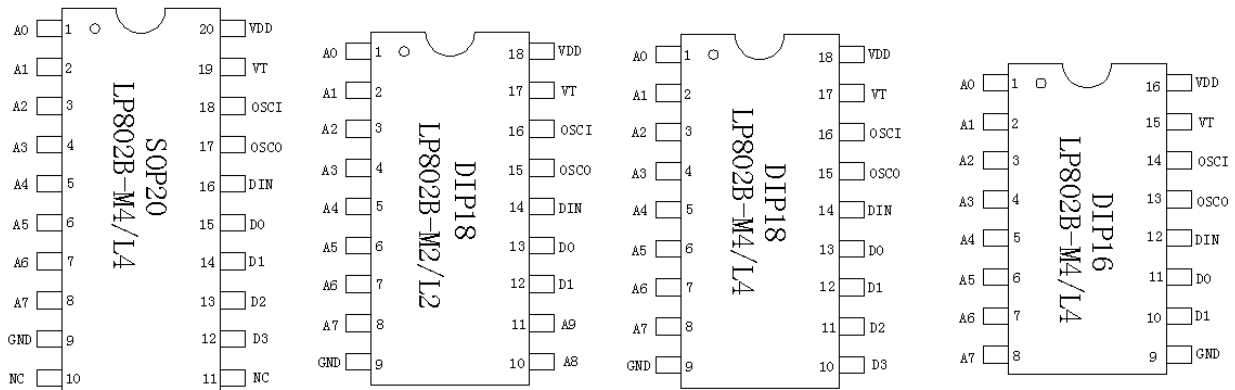 A0 1 20 VDD
A1 2 19 VT
A2 3 18 OSCI
A3 4 17 OSCO
A4 5 16 DIN
A5 6 15 D0
A6 7 14 D1
A7 8 13 D2
GND 9 12 D3
NC 10 11 NC
SOP20
LP802B-M4/L4
A0 1 18 VDD
A1 2 17 VT
A2 3 16 OSCI
A3 4 15 OSCO
A4 5 14 DIN
A5 6 13 D0
A6 7 12 D1
A7 8 11 A9
GND 9 10 A8
DIP18
LP802B-M2/L2
A0 1 18 VDD
A1 2 17 VT
A2 3 16 OSCI
A3 4 15 OSCO
A4 5 14 DIN
A5 6 13 D0
A6 7 12 D1
A7 8 11 D2
GND 9 10 D3
DIP18
LP802B-M4/L4
A0 1 16 VDD
A1 2 15 VT
A2 3 14 OSCI
A3 4 13 OSCO
A4 5 12 DIN
A5 6 11 D0
A6 7 10 D1
A7 8 9 GND
DIP16
LP802B-M4/L4